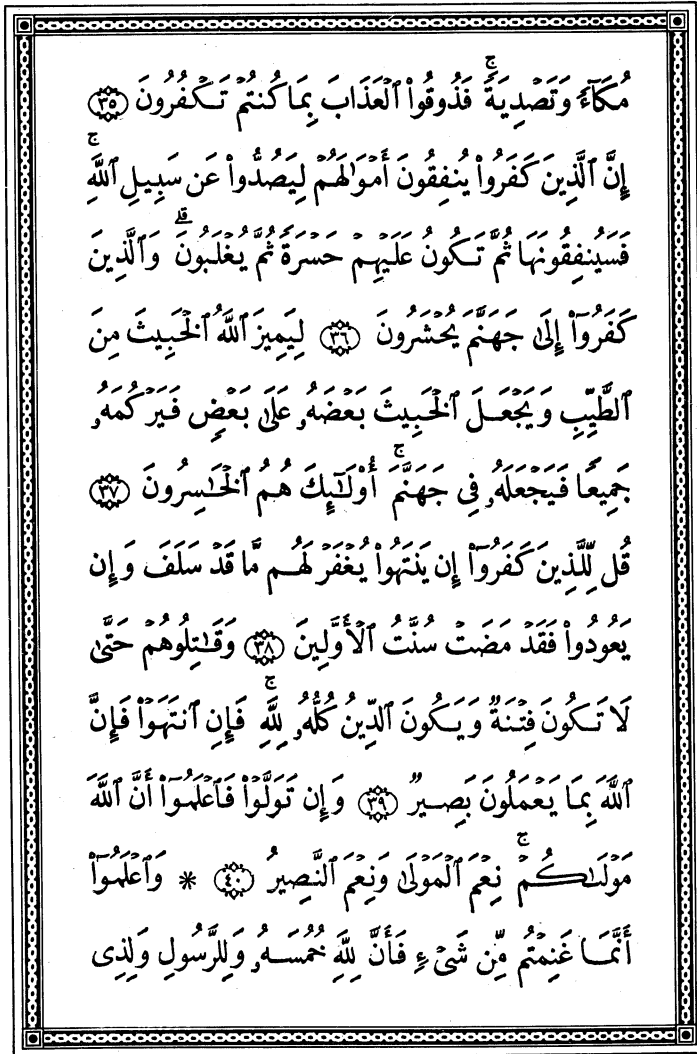 مُكَآءً وَتَصۡدِيَةً ۚ فَذُوقُواْ ٱلۡعَذَابَ بِمَا كُنتُمۡ تَكۡفُرُونَ ٣٥
إِنَّ ٱلَّذِينَ كَفَرُواْ يُنفِقُونَ أَمۡوَٰلَهُمۡ لِيَصُدُّواْ عَن سَبِيلِ ٱللَّهِ ۚ
فَسَيُنفِقُونَهَا ثُمَّ تَكُونُ عَلَيۡهِمۡ حَسۡرَةً ثُمَّ يُغۡلَبُونَ ۗ وَٱلَّذِينَ
كَفَرُوٓاْ إِلَىٰ جَهَنَّمَ يُحۡشَرُونَ ٣٦ لِيَمِيزَ ٱللَّهُ ٱلۡخَبِيثَ مِنَ
ٱلطَّيِّبِ وَيَجۡعَلَ ٱلۡخَبِيثَ بَعۡضَهُۥ عَلَىٰ بَعۡضٍ فَيَرۡكُمَهُۥ
جَمِيعًا فَيَجۡعَلَهُۥ فِى جَهَنَّمَ ۚ أُوْلَٰٓئِكَ هُمُ ٱلۡخَٰسِرُونَ ٣٧
قُل لِّلَّذِينَ كَفَرُوٓاْ إِن يَنتَهُواْ يُغۡفَرۡ لَهُم مَّا قَدۡ سَلَفَ وَإِن
يَعُودُواْ فَقَدۡ مَضَتۡ سُنَّتُ ٱلۡأَوَّلِينَ ٣٨ وَقَٰتِلُوهُمۡ حَتَّىٰ
لَا تَكُونَ فِتۡنَةٌ وَيَكُونَ ٱلدِّينُ كُلُّهُۥ لِلَّهِ ۚ فَإِنِ ٱنتَهَوۡاْ فَإِنَّ
ٱللَّهَ بِمَا يَعۡمَلُونَ بَصِيرٌ ٣٩ وَإِن تَوَلَّوۡاْ فَٱعۡلَمُوٓاْ أَنَّ ٱللَّهَ
مَوۡلَىٰكُمۡ ۚ نِعۡمَ ٱلۡمَوۡلَىٰ وَنِعۡمَ ٱلنَّصِيرُ ٤٠ * وَٱعۡلَمُوٓاْ
أَنَّمَا غَنِمۡتُم مِّن شَىۡءٍ فَأَنَّ لِلَّهِ خُمُسَهُۥ وَلِلرَّسُولِ وَلِذِى